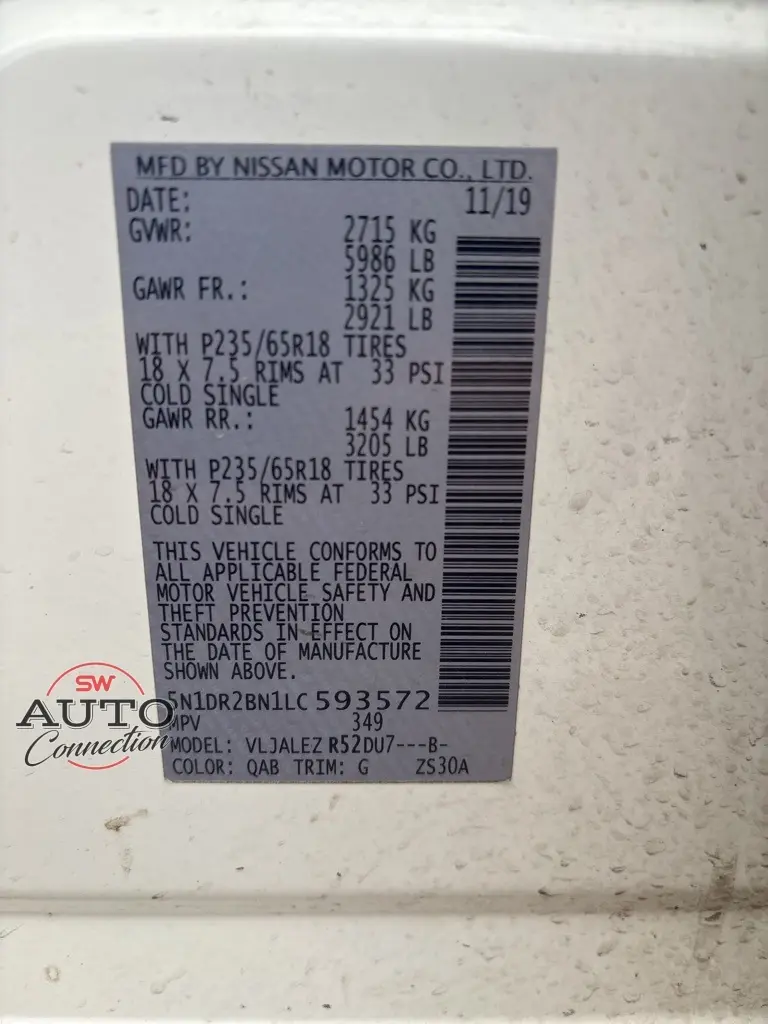 MFD BY NISSAN MOTOR CO., LTD.
DATE: 11/19
GVWR: 2715 KG
5986 LB
GAWR FR.: 1325 KG
2921 LB
WITH P235/65R18 TIRES
18 X 7.5 RIMS AT 33 PSI
COLD SINGLE
GAWR RR.: 1454 KG
3205 LB
WITH P235/65R18 TIRES
18 X 7.5 RIMS AT 33 PSI
COLD SINGLE
THIS VEHICLE CONFORMS TO
ALL APPLICABLE FEDERAL
MOTOR VEHICLE SAFETY AND
THEFT PREVENTION
STANDARDS IN EFFECT ON
THE DATE OF MANUFACTURE
SHOWN ABOVE.
5N1DR2BN1LC593572
MPV 349
MODEL: VLJALEZ R52DU7---B-
COLOR: QAB TRIM: G ZS30A
SW
AUTO
Connection